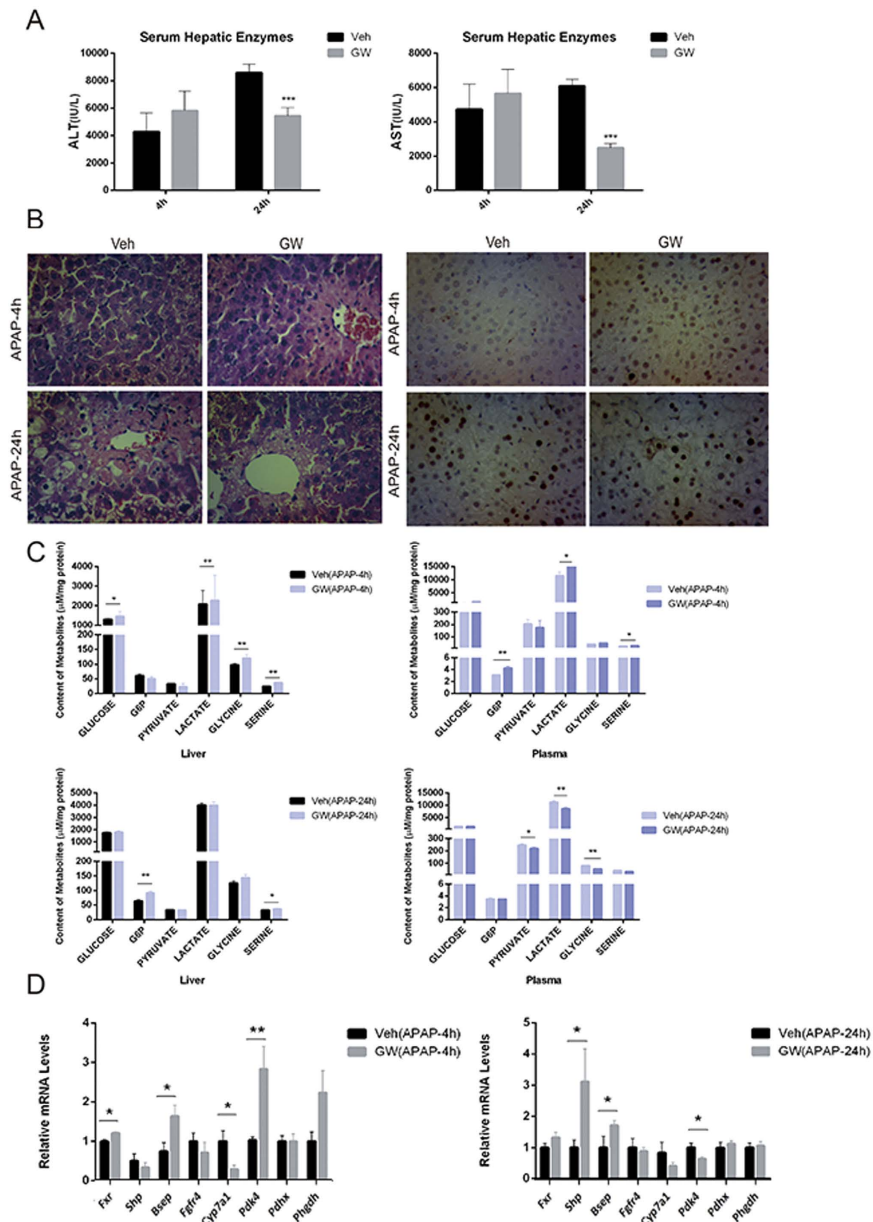 A
Serum Hepatic Enzymes
Veh
GW
ALT(IU/L)
10000
8000
6000
4000
2000
0
***
4h
24h
Serum Hepatic Enzymes
Veh
GW
AST(IU/L)
8000
6000
4000
2000
0
***
4h
24h
B
Veh
GW
Veh
GW
APAP-4h
APAP-4h
APAP-24h
APAP-24h
C
Content of Metabolites (μM/mg protein)
4000
3000
2000
1000
200
150
100
50
0
*
**
**
**
Veh(APAP-4h)
GW(APAP-4h)
GLUCOSE
G6P
PYRUVATE
LACTATE
GLYCINE
SERINE
Liver
Content of Metabolites (μM/mg protein)
15000
10000
5000
300
200
100
6
4
2
0
**
*
*
Veh(APAP-4h)
GW(APAP-4h)
GLUCOSE
G6P
PYRUVATE
LACTATE
GLYCINE
SERINE
Plasma
Content of Metabolites (μM/mg protein)
5000
4000
3000
2000
1000
200
150
100
50
0
**
*
Veh(APAP-24h)
GW(APAP-24h)
GLUCOSE
G6P
PYRUVATE
LACTATE
GLYCINE
SERINE
Liver
Content of Metabolites (μM/mg protein)
15000
10000
5000
300
200
100
6
4
2
0
*
**
**
Veh(APAP-24h)
GW(APAP-24h)
GLUCOSE
G6P
PYRUVATE
LACTATE
GLYCINE
SERINE
Plasma
D
Relative mRNA Levels
4
3
2
1
0
*
*
*
**
Veh(APAP-4h)
GW(APAP-4h)
Fxr
Shp
Bsep
Fgfr4
Cyp7a1
Pdk4
Pdhx
Phgdh
Relative mRNA Levels
5
4
3
2
1
0
*
*
*
Veh(APAP-24h)
GW(APAP-24h)
Fxr
Shp
Bsep
Fgfr4
Cyp7a1
Pdk4
Pdhx
Phgdh